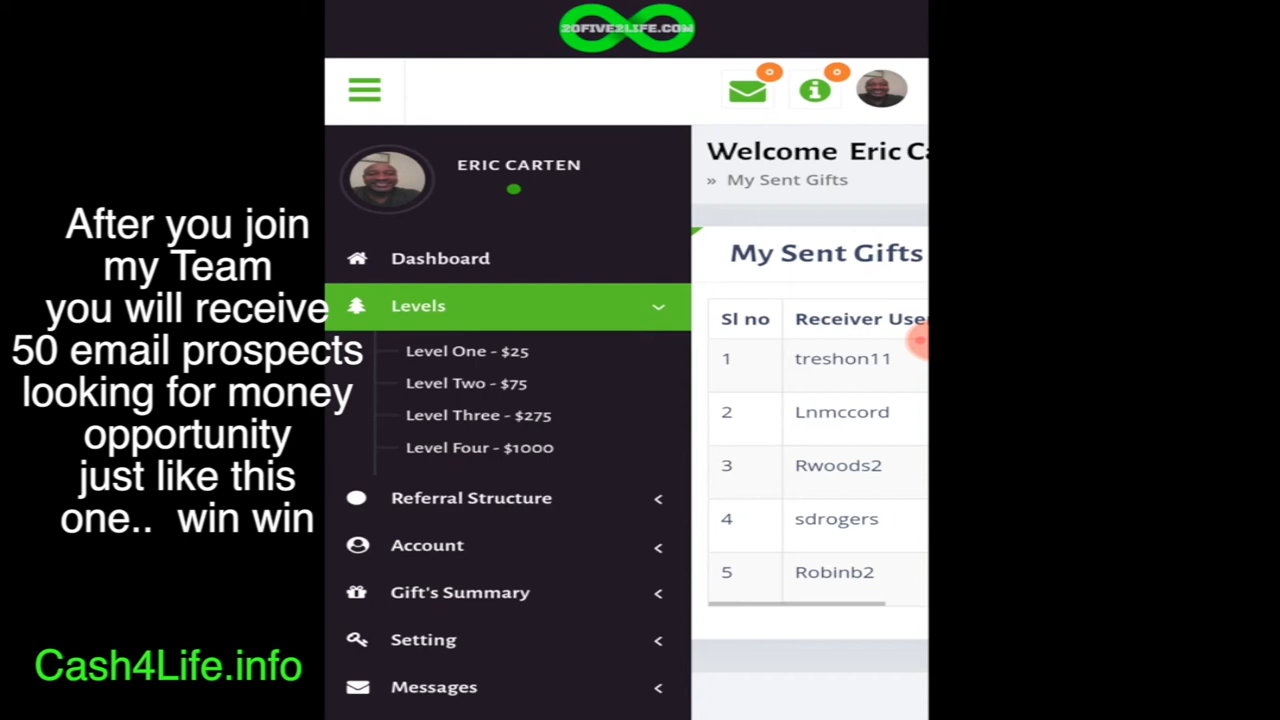 20FIVE2LIFE.COM
0
0
ERIC CARTEN
Welcome Eric Ca
» My Sent Gifts
Dashboard
Levels
Level One - $25
Level Two - $75
Level Three - $275
Level Four - $1000
Referral Structure
Account
Gift's Summary
Setting
Messages
My Sent Gifts
Sl no Receiver User
1 treshon11
2 Lnmccord
3 Rwoods2
4 sdrogers
5 Robinb2
After you join
my Team
you will receive
50 email prospects
looking for money
opportunity
just like this
one.. win win
Cash4Life.info